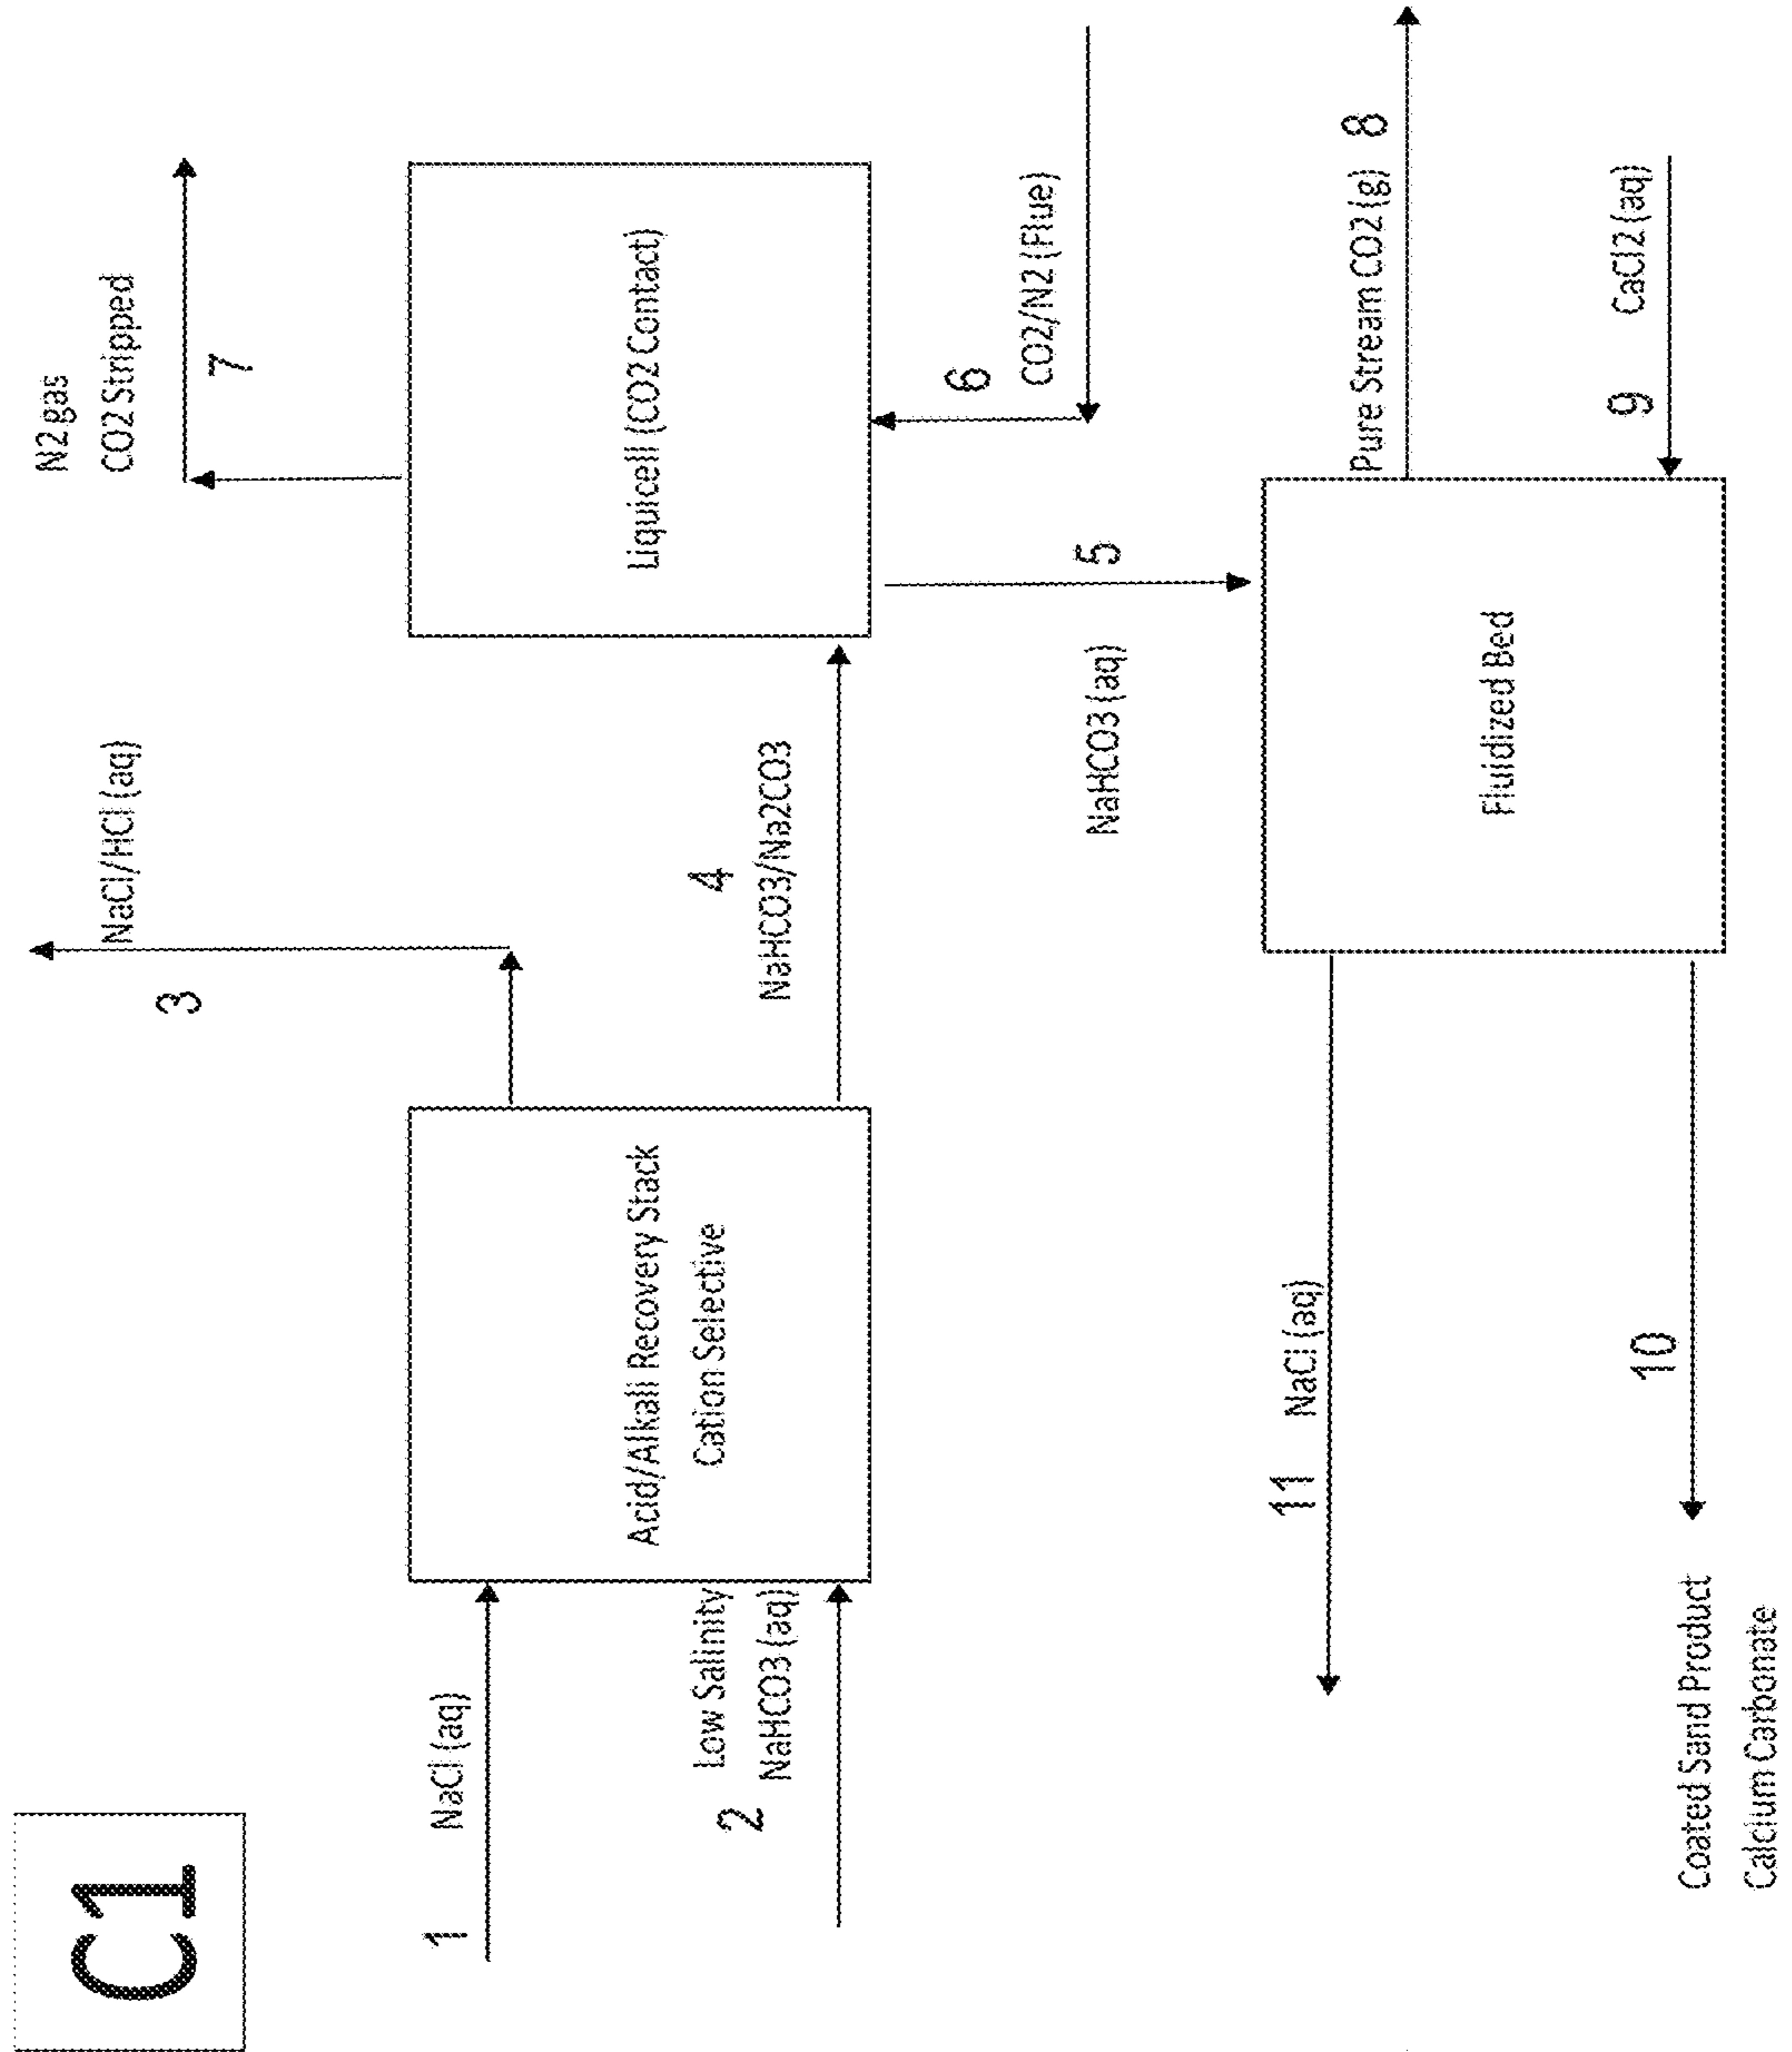 C1
N2 gas
CO2 Stripped
7
NaCl/HCl (aq)
3
1
NaCl (aq)
Low Salinity
2
NaHCO3 (aq)
Acid/Alkali Recovery Stack
Cation Selective
4
NaHCO3/Na2CO3
Liquicell (CO2 Contact)
6
CO2/N2 (Flue)
5
NaHCO3 (aq)
Fluidized Bed
Pure Stream CO2 (g) 8
9 CaCl2 (aq)
11 NaCl (aq)
10
Coated Sand Product
Calcium Carbonate